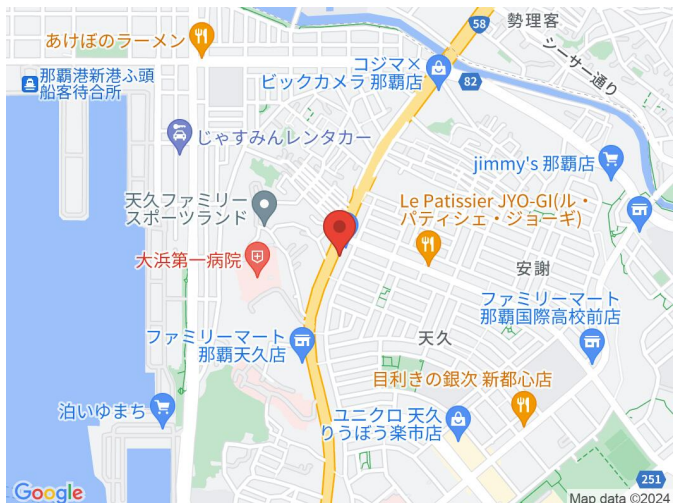 勢理客
58
シーサー通り
あけぼのラーメン
コジマ×
ビックカメラ 那覇店
82
那覇港新港ふ頭
船客待合所
じゃすみんレンタカー
jimmy's 那覇店
天久ファミリー
スポーツランド
Le Patissier JYO-GI(ル・
パティシェ・ジョーギ)
大浜第一病院
安謝
ファミリーマート
那覇国際高校前店
ファミリーマート
那覇天久店
天久
目利きの銀次 新都心店
泊いゆまち
ユニクロ 天久
りうぼう楽市店
251
Google
Map data ©2024